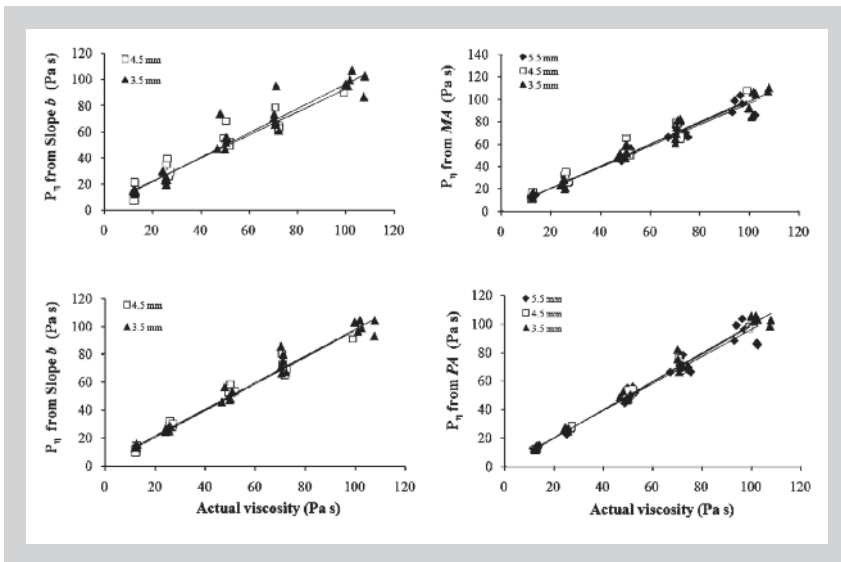 120
100
80
60
40
20
0
P_η from Slope b (Pa s)
□ 4.5 mm
▲ 3.5 mm
0 20 40 60 80 100 120
140
120
100
80
60
40
20
0
P_η from MA (Pa s)
◆ 5.5 mm
□ 4.5 mm
▲ 3.5 mm
0 20 40 60 80 100 120
120
100
80
60
40
20
0
P_η from Slope b (Pa s)
□ 4.5 mm
▲ 3.5 mm
0 20 40 60 80 100 120
Actual viscosity (Pa s)
120
100
80
60
40
20
0
P_η from PA (Pa s)
◆ 5.5 mm
□ 4.5 mm
▲ 3.5 mm
0 20 40 60 80 100 120
Actual viscosity (Pa s)